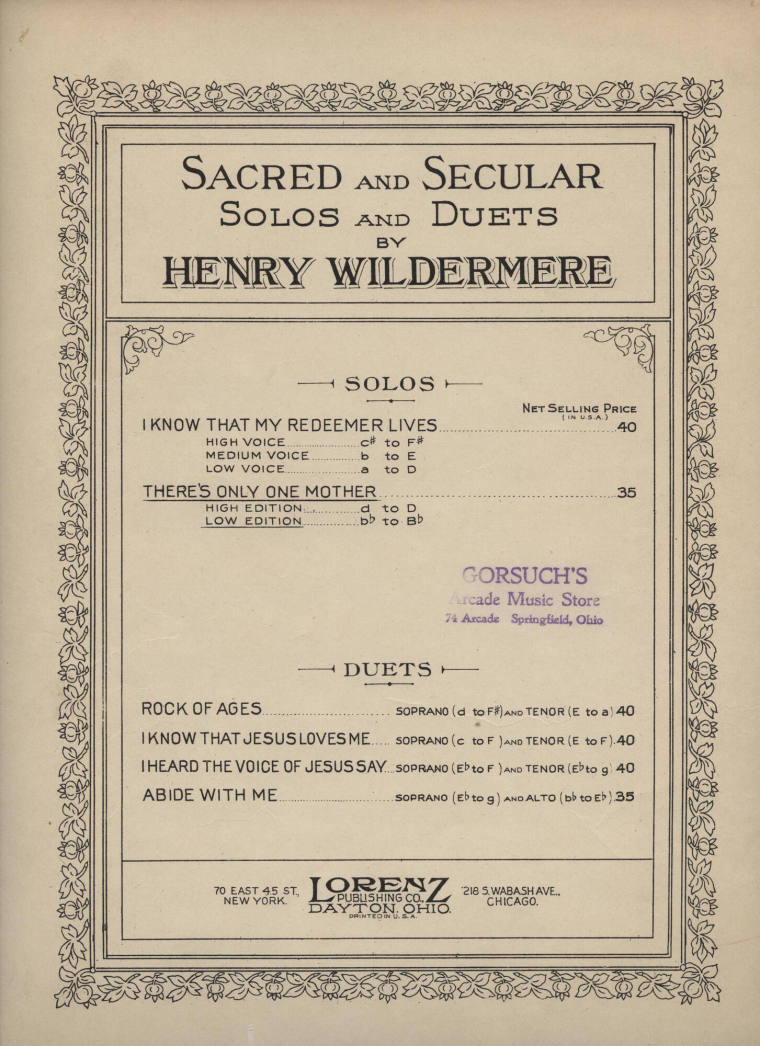 SACRED AND SECULAR
SOLOS AND DUETS
BY
HENRY WILDERMERE
SOLOS
NET SELLING PRICE
(IN U.S.A.)
I KNOW THAT MY REDEEMER LIVES 40
HIGH VOICE c# to F#
MEDIUM VOICE b to E
LOW VOICE a to D
THERE'S ONLY ONE MOTHER 35
HIGH EDITION d to D
LOW EDITION b♭ to B♭
GORSUCH'S
Arcade Music Store
74 Arcade Springfield, Ohio
DUETS
ROCK OF AGES SOPRANO (d to F#) AND TENOR (E to a) 40
I KNOW THAT JESUS LOVES ME SOPRANO (c to F) AND TENOR (E to F) 40
I HEARD THE VOICE OF JESUS SAY SOPRANO (E♭ to F) AND TENOR (E♭ to g) 40
ABIDE WITH ME SOPRANO (E♭ to g) AND ALTO (b♭ to E♭) 35
70 EAST 45 ST.,
NEW YORK.
LORENZ
PUBLISHING CO.
DAYTON, OHIO.
PRINTED IN U.S.A.
218 S. WABASH AVE.,
CHICAGO.